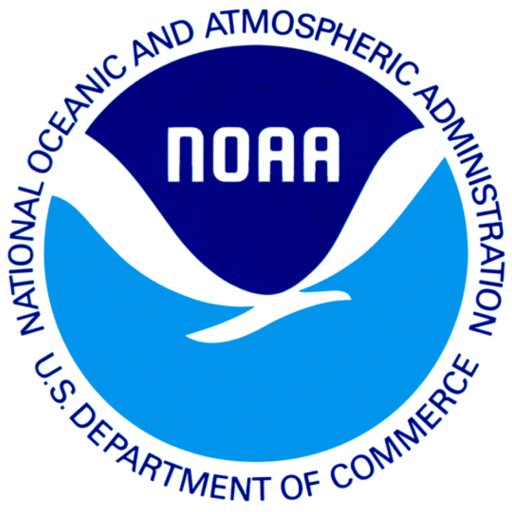 NATIONAL OCEANIC AND ATMOSPHERIC ADMINISTRATION
NOAA
U.S. DEPARTMENT OF COMMERCE